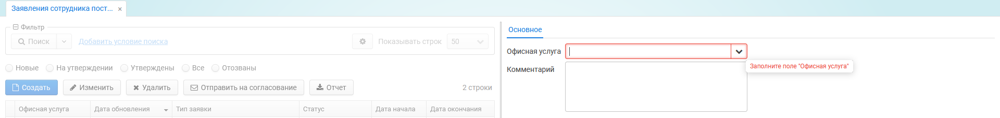 Заявления сотрудника пост... ×
Фильтр
Поиск Добавить условие поиска Показывать строк 50
Новые На утверждении Утверждены Все Отозваны
Создать Изменить Удалить Отправить на согласование Отчет 2 строки
Офисная услуга Дата обновления Тип заявки Статус Дата начала Дата окончания
Основное
Офисная услуга
Заполните поле "Офисная услуга"
Комментарий